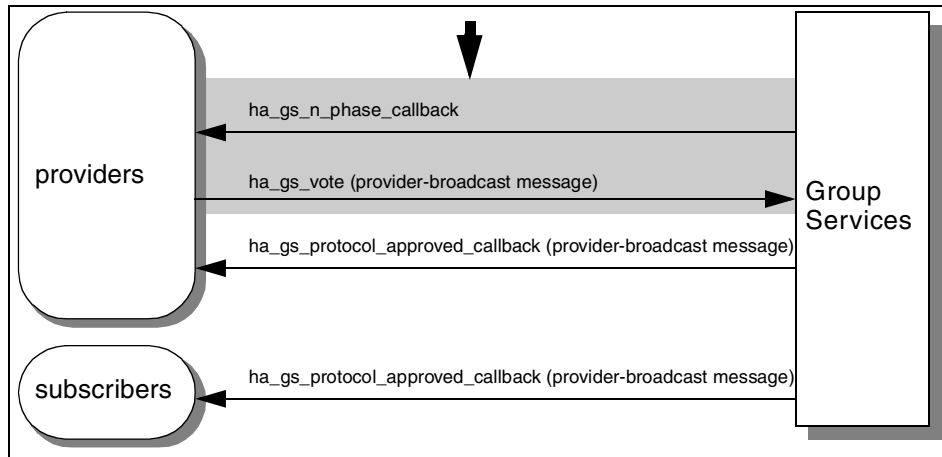 ha_gs_n_phase_callback
providers
ha_gs_vote (provider-broadcast message)
Group
Services
ha_gs_protocol_approved_callback (provider-broadcast message)
ha_gs_protocol_approved_callback (provider-broadcast message)
subscribers